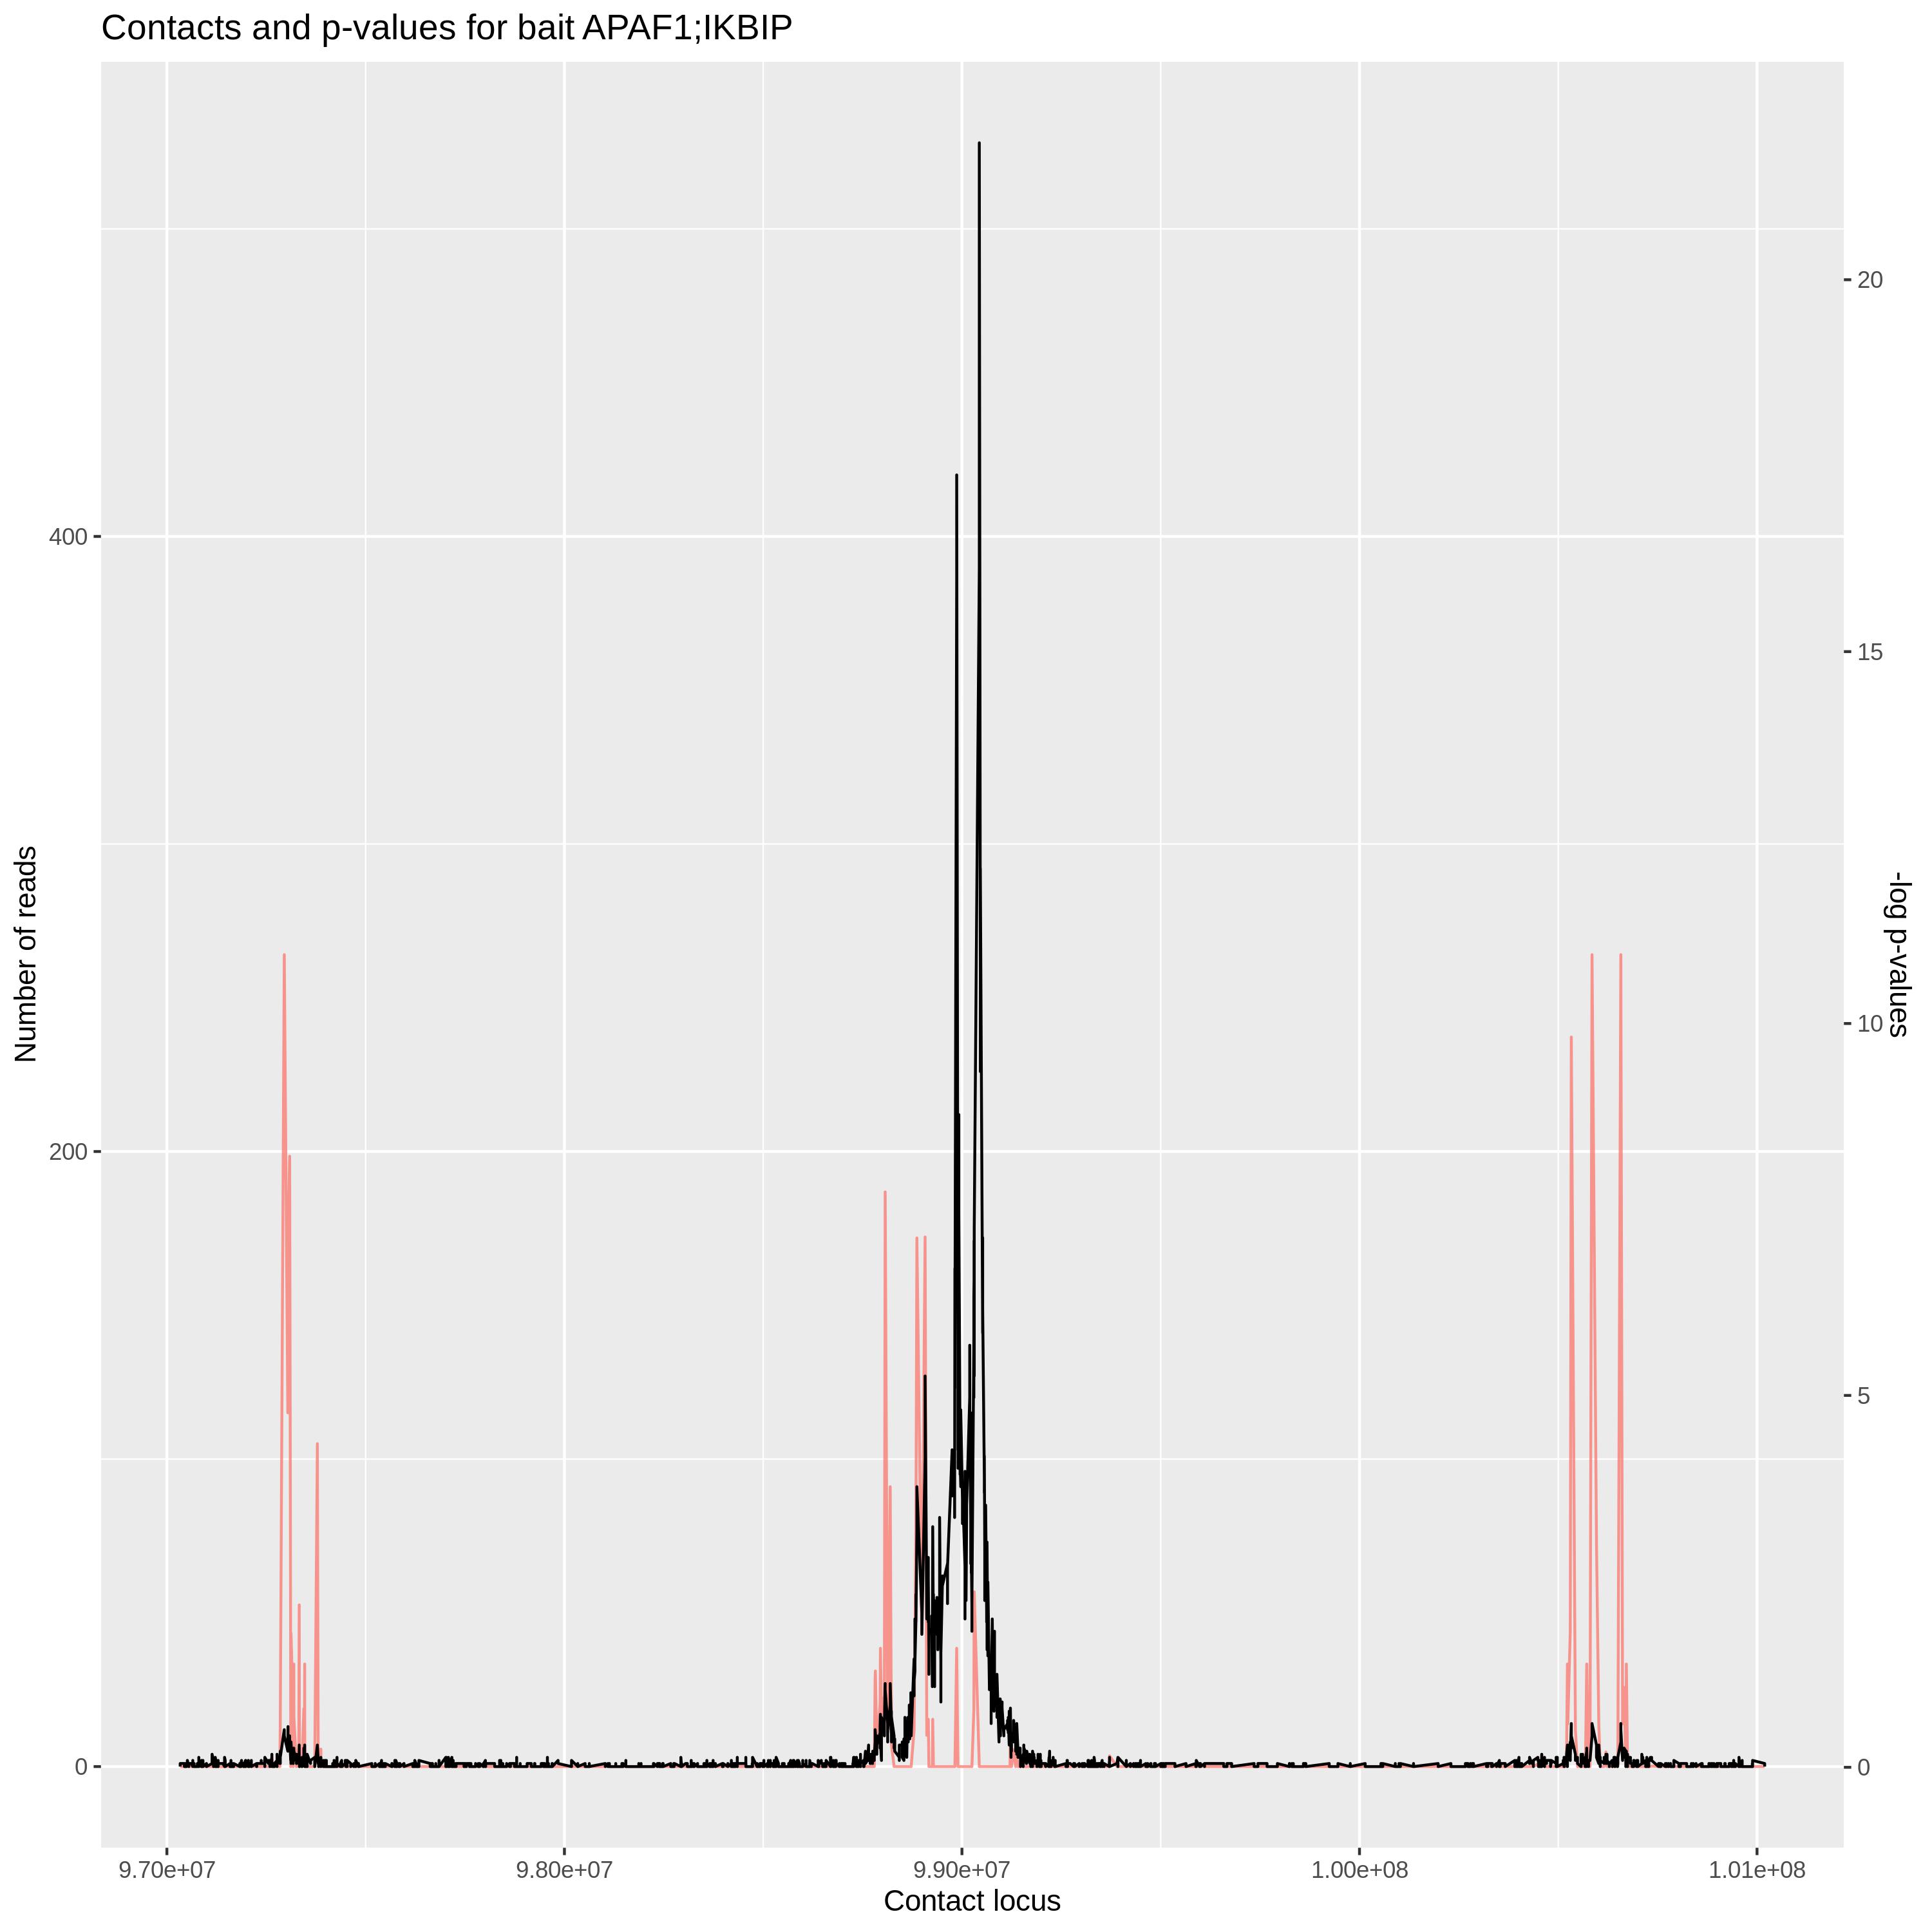 Contacts and p-values for bait APAF1;IKBIP
Number of reads
400
200
0
-log p-values
20
15
10
5
0
9.70e+07 9.80e+07 9.90e+07 1.00e+08 1.01e+08
Contact locus